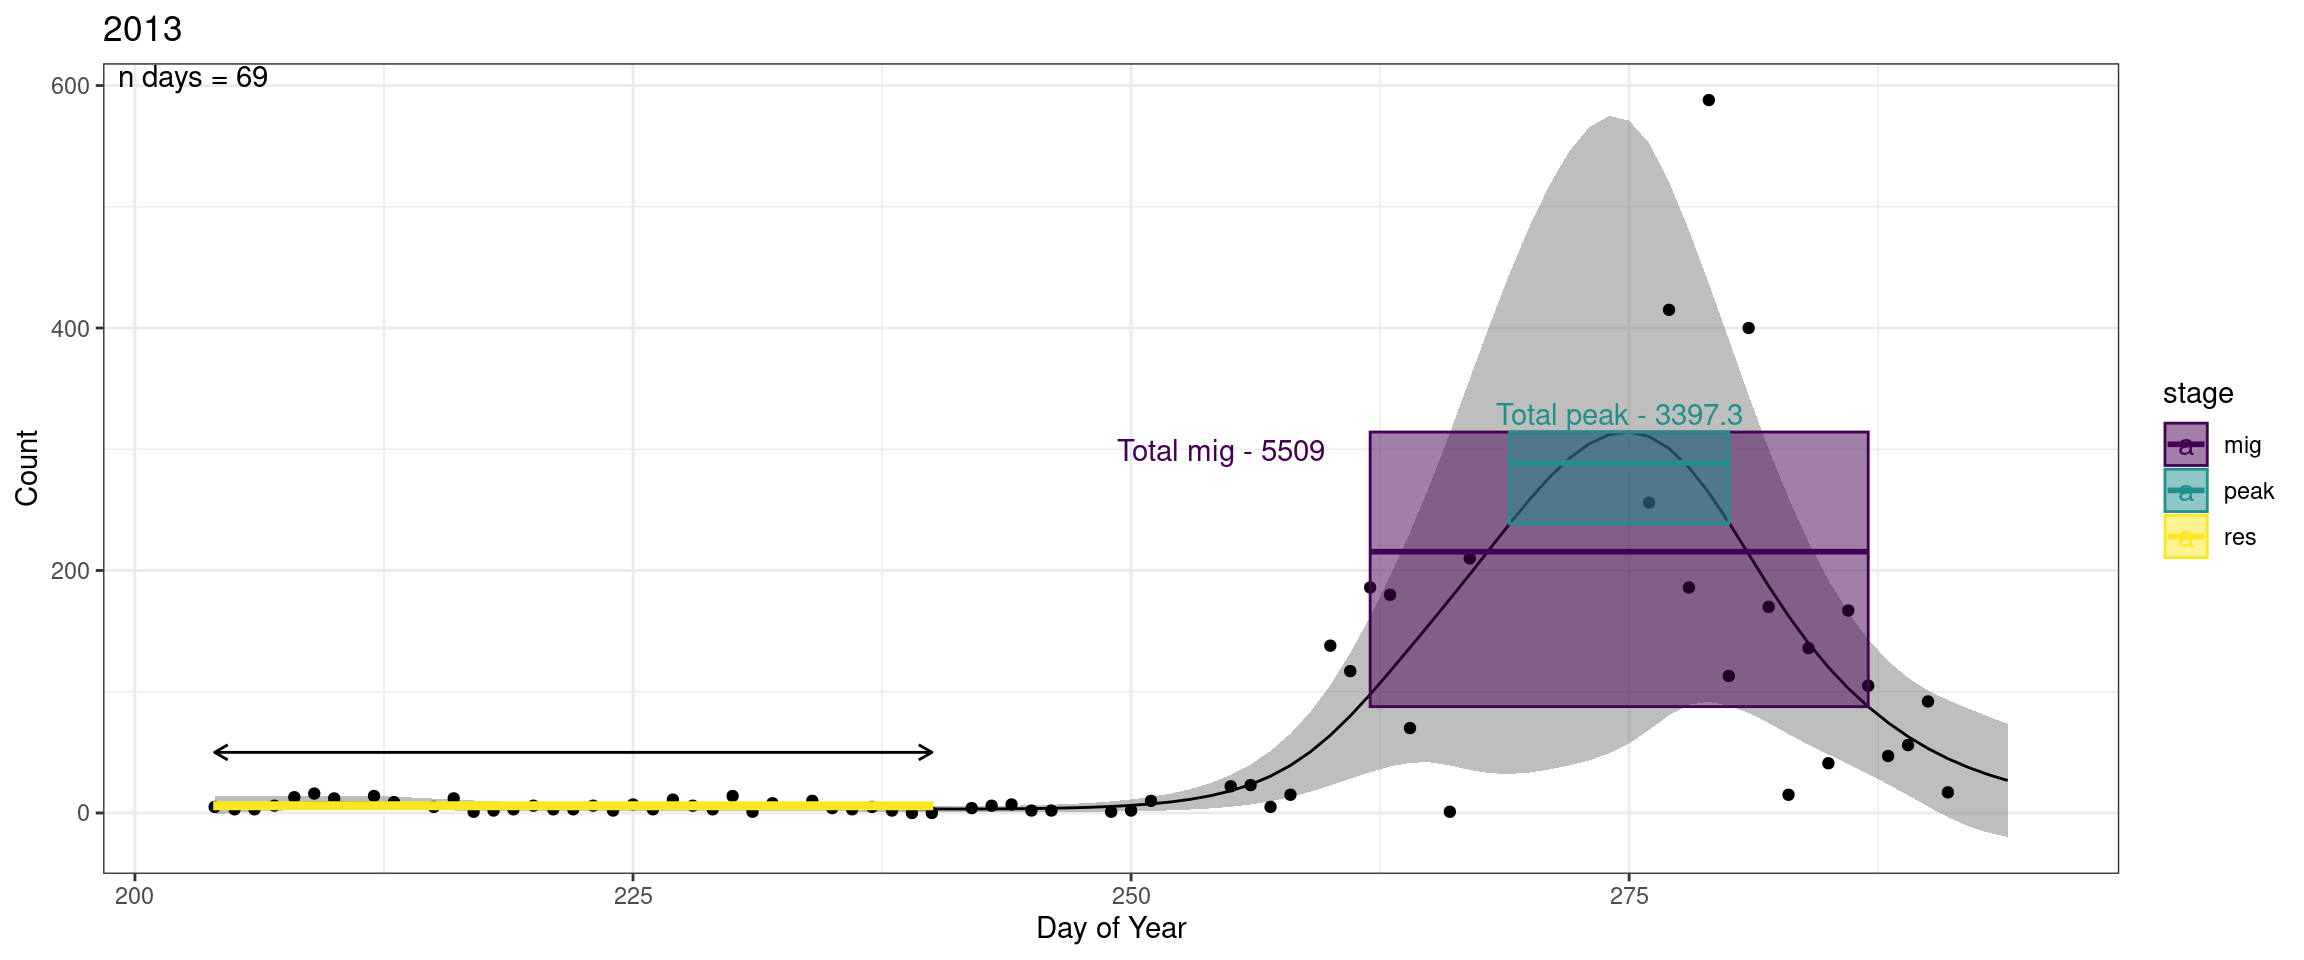 2013
n days = 69
600
400
200
0
Count
Total peak - 3397.3
Total mig - 5509
200
225
250
275
Day of Year
stage
a mig
a peak
a res